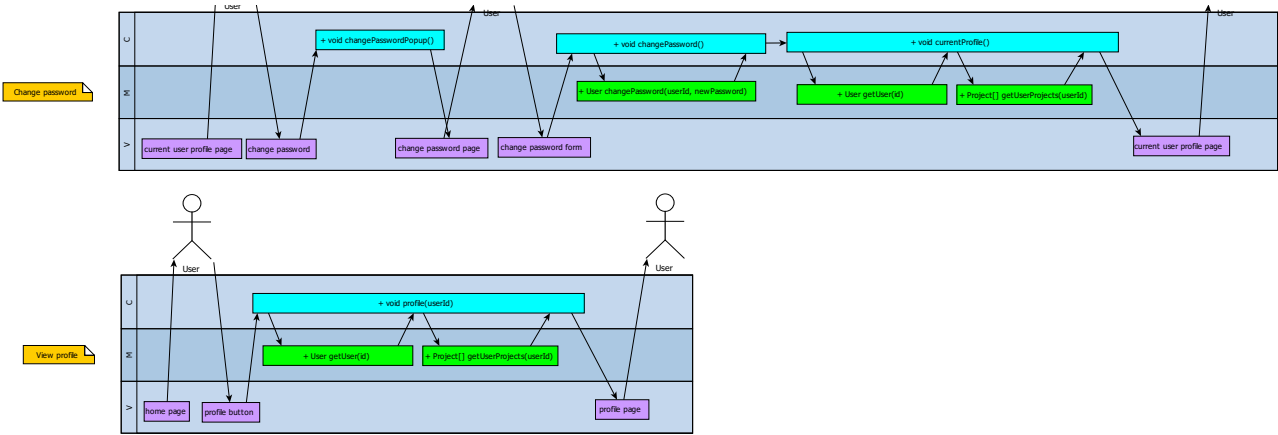 User
User
User
C
+ void changePasswordPopup()
+ void changePassword()
+ void currentProfile()
Change password
M
+ User changePassword(userId, newPassword)
+ User getUser(id)
+ Project[] getUserProjects(userId)
V
current user profile page
change password
change password page
change password form
current user profile page
User
User
C
+ void profile(userId)
View profile
M
+ User getUser(id)
+ Project[] getUserProjects(userId)
V
home page
profile button
profile page